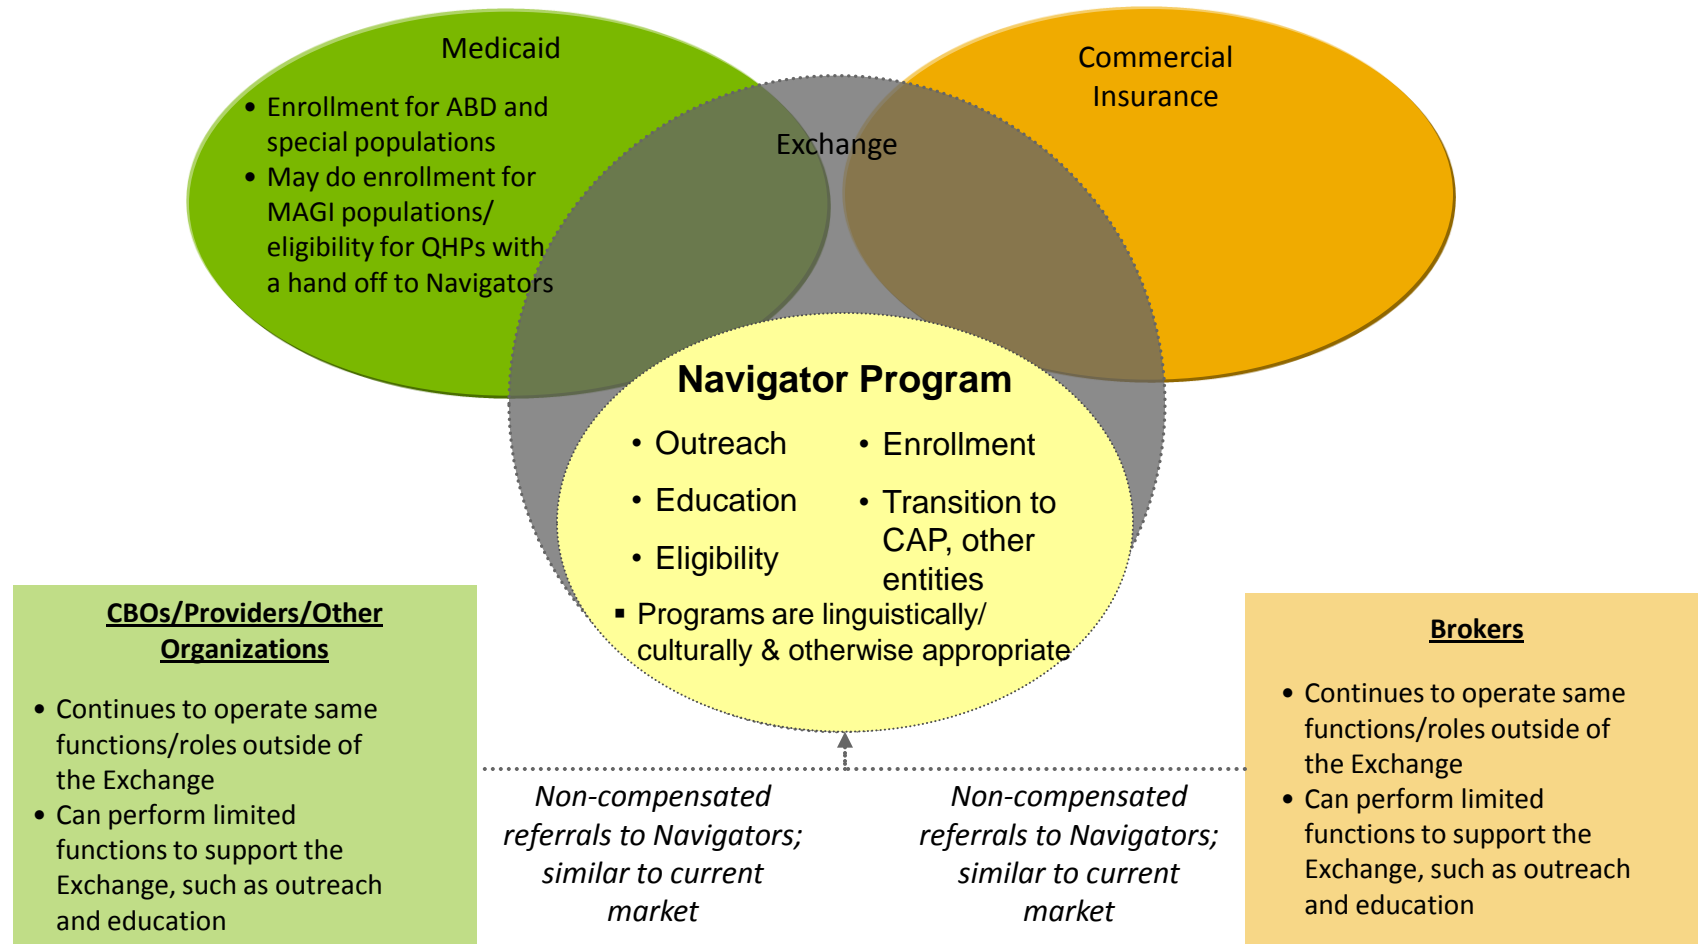 Medicaid
• Enrollment for ABD and
special populations
• May do enrollment for
MAGI populations/
eligibility for QHPs with
a hand off to Navigators
Exchange
Commercial
Insurance
Navigator Program
• Outreach
• Education
• Eligibility
• Enrollment
• Transition to
CAP, other
entities
▪ Programs are linguistically/
culturally & otherwise appropriate
CBOs/Providers/Other
Organizations
• Continues to operate same
functions/roles outside of
the Exchange
• Can perform limited
functions to support the
Exchange, such as outreach
and education
Non-compensated
referrals to Navigators;
similar to current
market
Non-compensated
referrals to Navigators;
similar to current
market
Brokers
• Continues to operate same
functions/roles outside of
the Exchange
• Can perform limited
functions to support the
Exchange, such as outreach
and education